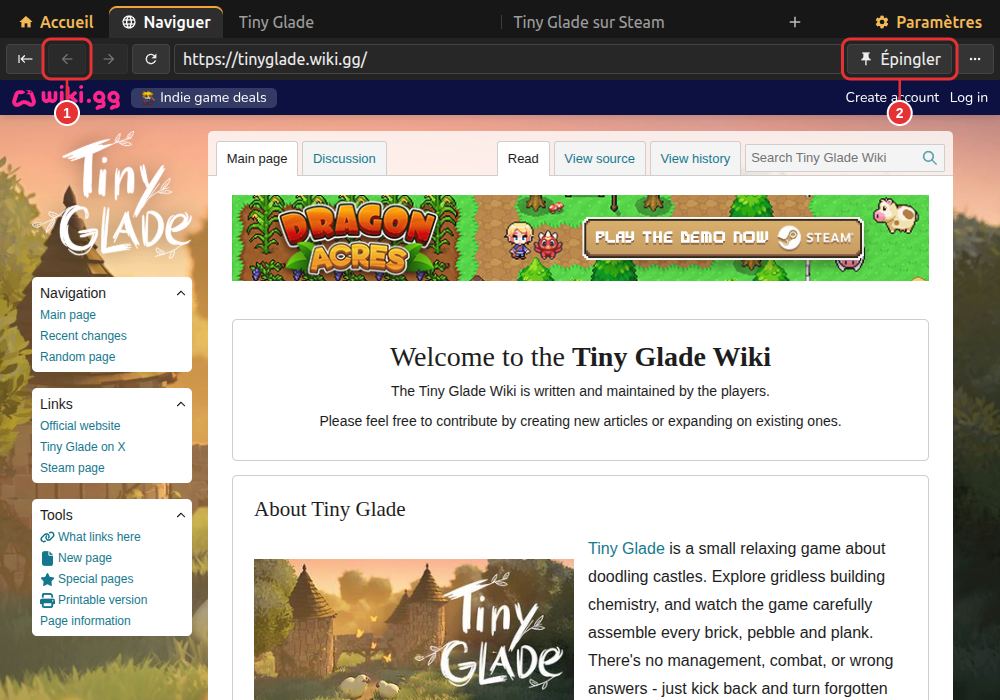 Accueil
Naviguer
Tiny Glade
Tiny Glade sur Steam
Paramètres
https://tinyglade.wiki.gg/
Épingler
wiki.gg
Indie game deals
Create account
Log in
1
2
Tiny
GLADE
Main page
Discussion
Read
View source
View history
Search Tiny Glade Wiki
DRAGON
ACRES
PLAY THE DEMO NOW
STEAM
Navigation
Main page
Recent changes
Random page
Links
Official website
Tiny Glade on X
Steam page
Tools
What links here
New page
Special pages
Printable version
Page information
Welcome to the Tiny Glade Wiki
The Tiny Glade Wiki is written and maintained by the players.
Please feel free to contribute by creating new articles or expanding on existing ones.
About Tiny Glade
Tiny
GLADE
Tiny Glade is a small relaxing game about
doodling castles. Explore gridless building
chemistry, and watch the game carefully
assemble every brick, pebble and plank.
There's no management, combat, or wrong
answers - just kick back and turn forgotten